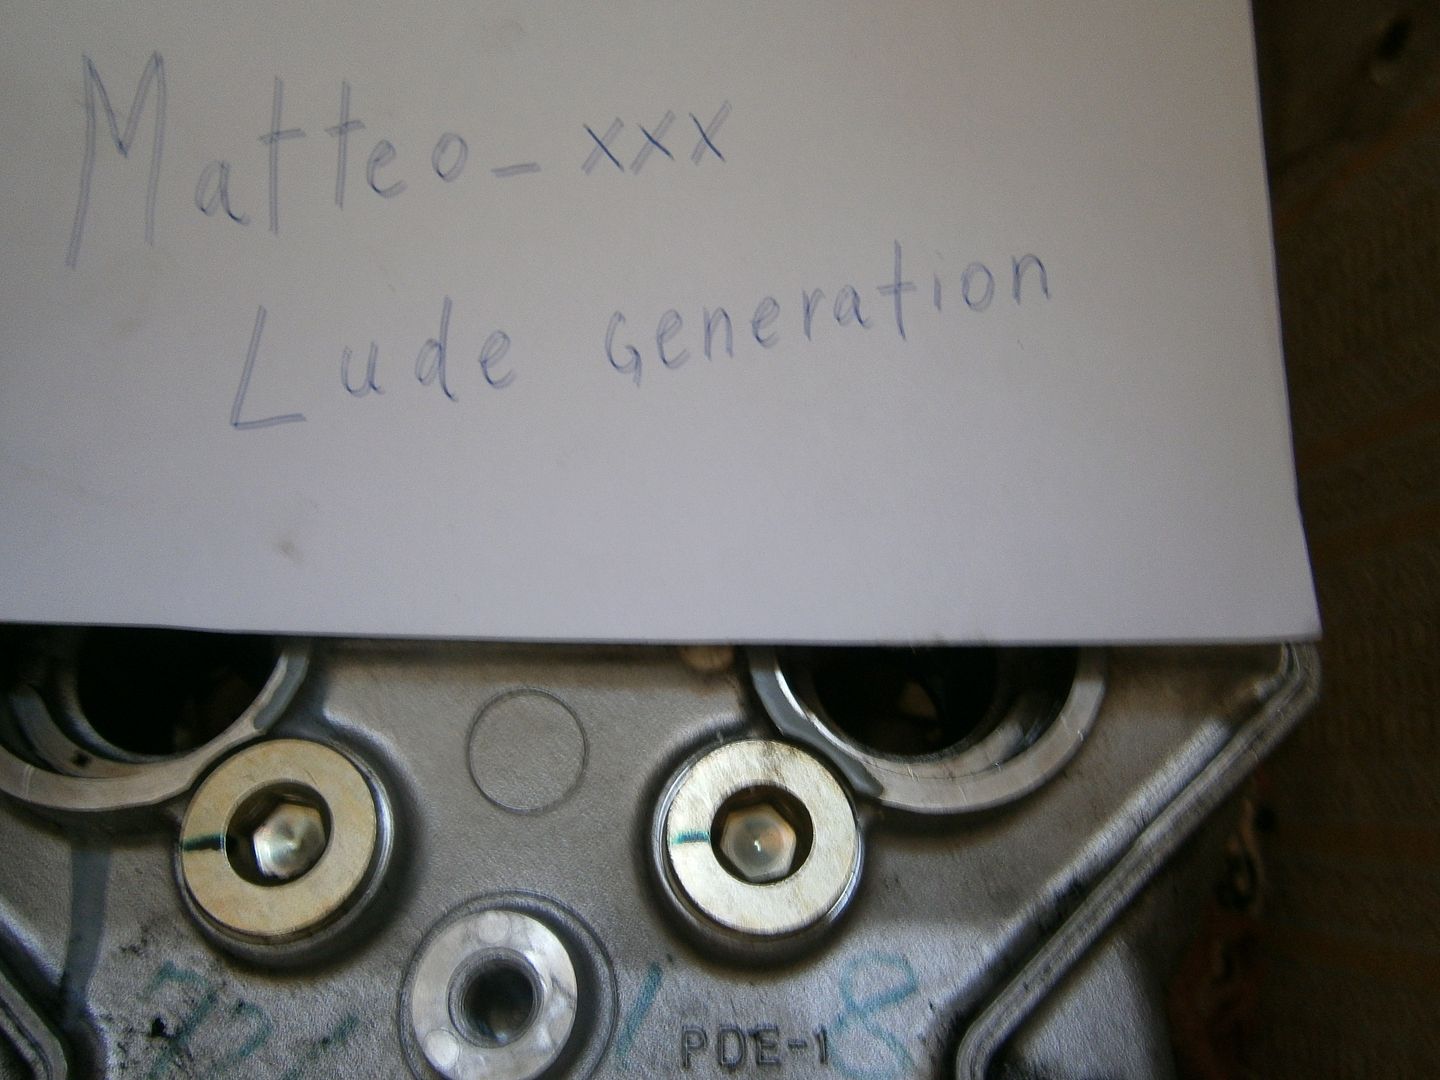 Matteo_xxx
Lude Generation
PDE-1